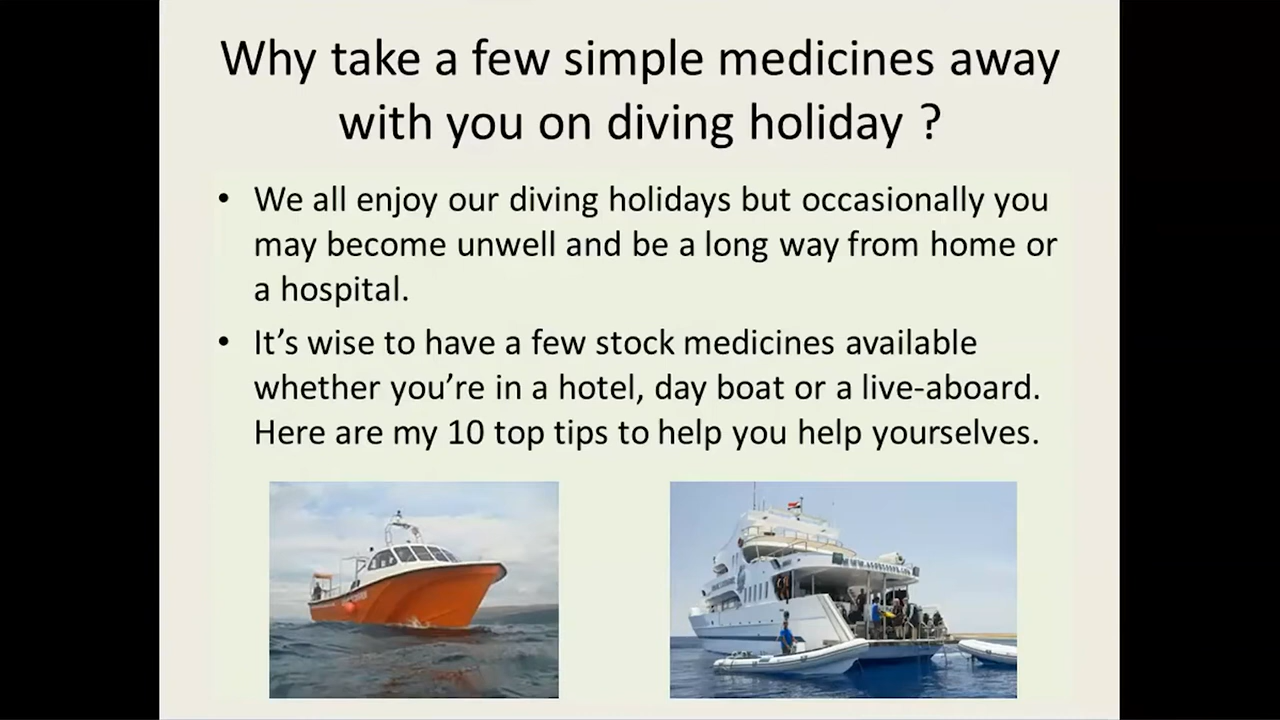 Why take a few simple medicines away
with you on diving holiday ?
• We all enjoy our diving holidays but occasionally you
may become unwell and be a long way from home or
a hospital.
• It’s wise to have a few stock medicines available
whether you’re in a hotel, day boat or a live-aboard.
Here are my 10 top tips to help you help yourselves.